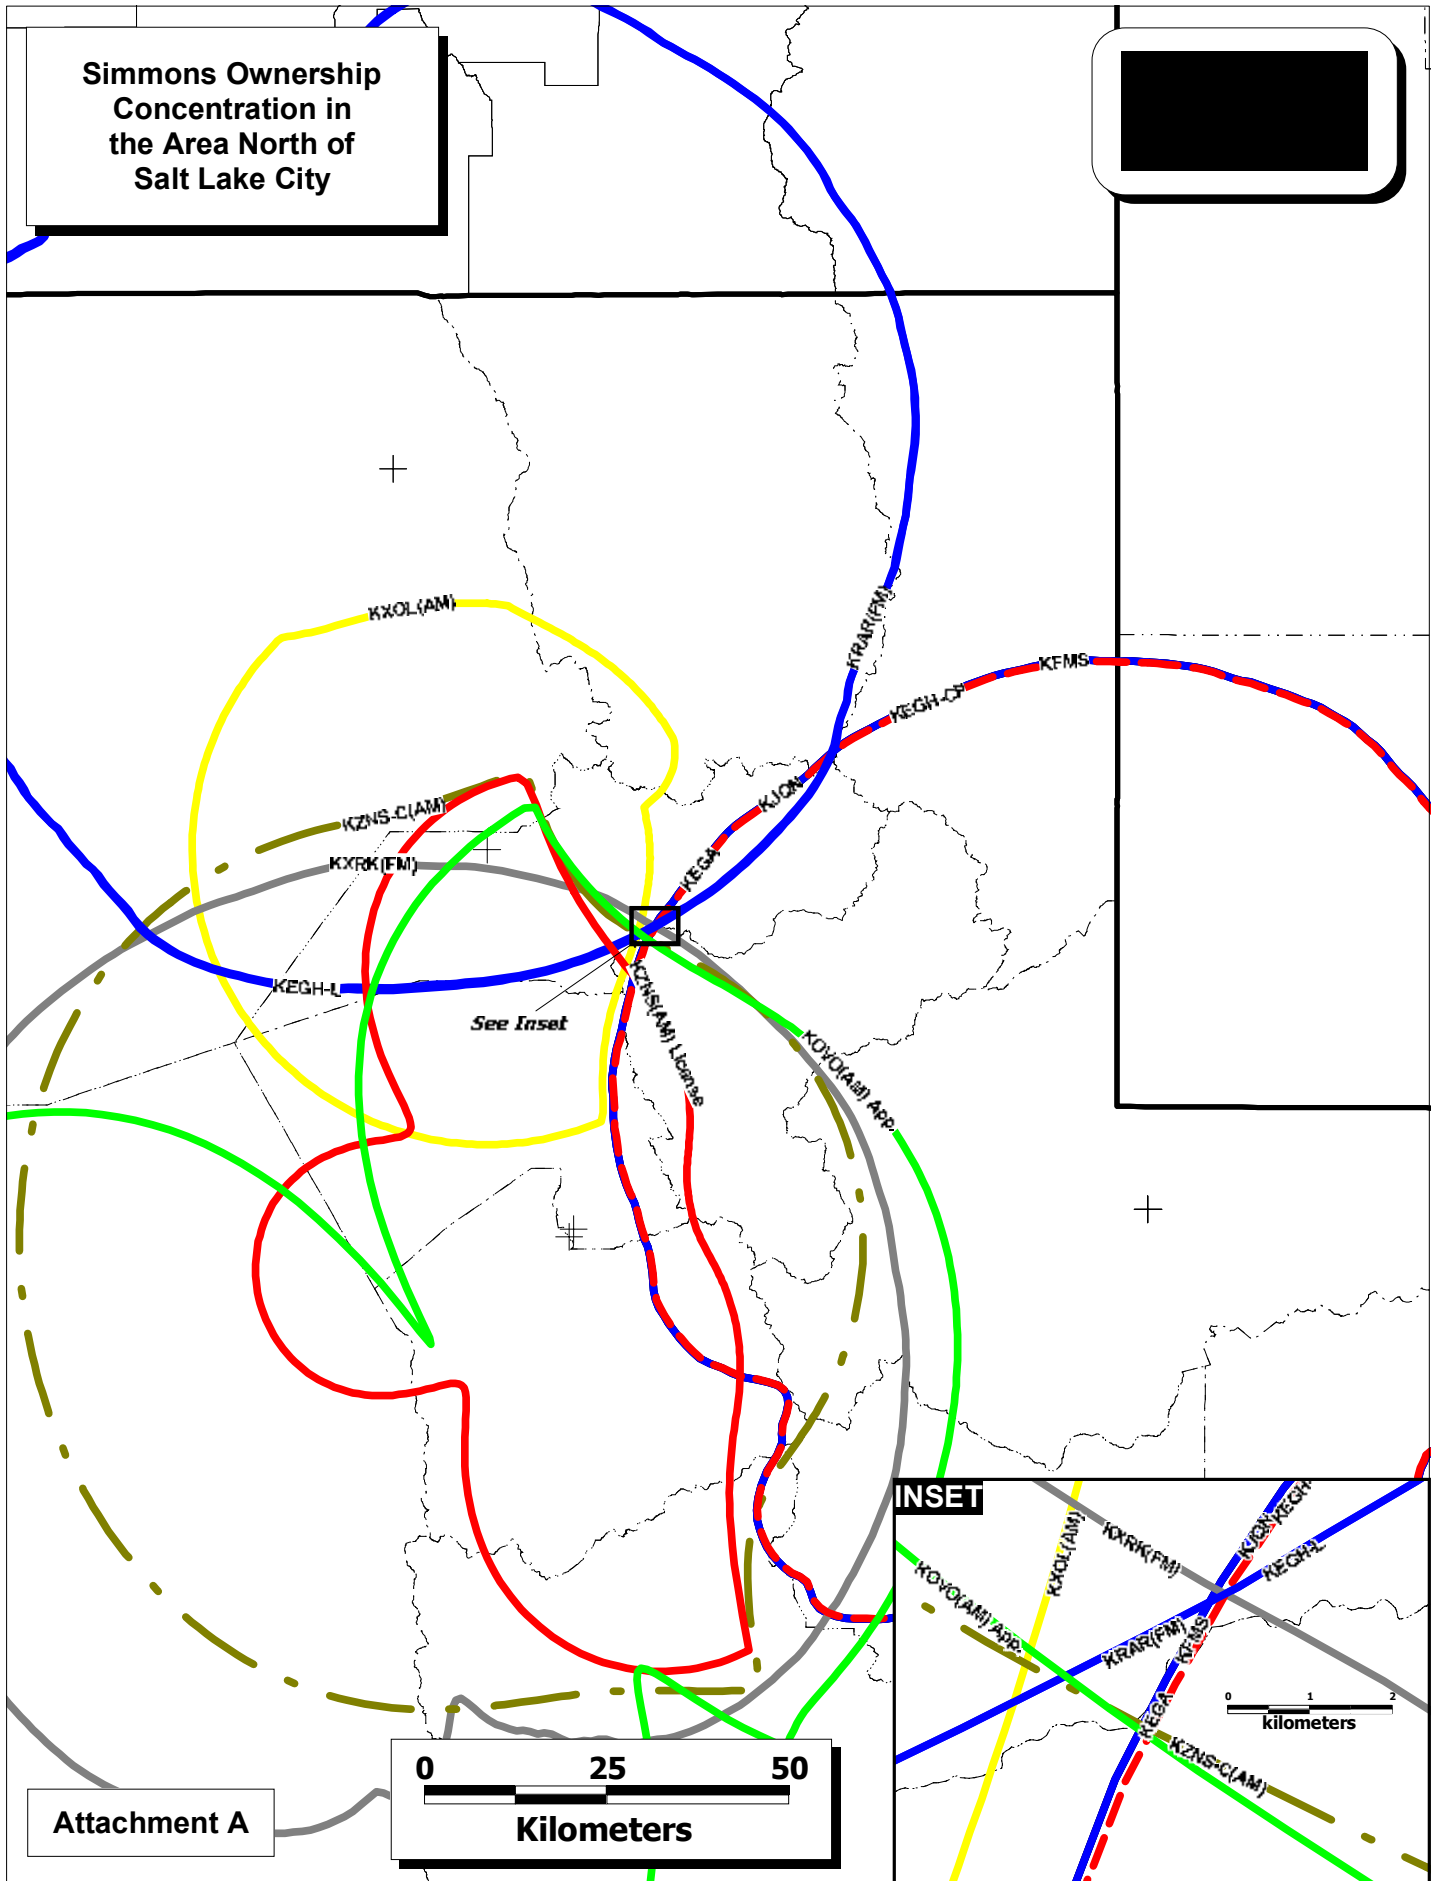 Simmons Ownership
Concentration in
the Area North of
Salt Lake City
KXOL(AM)
KRAR(FM)
KFMS
KEGH-CP
KJQN
KZNS-C(AM)
KXRK(FM)
KEGA
KEGH-L
See Inset
KZNS(AM) License
KOVO(AM) App.
INSET
KXOL(AM)
KXRK(FM)
KJQN
KEGH-
KEGH-L
KOVO(AM) App.
KRAR(FM)
KFMS
KEGA
KZNS-C(AM)
0 1 2
kilometers
0 25 50
Kilometers
Attachment A